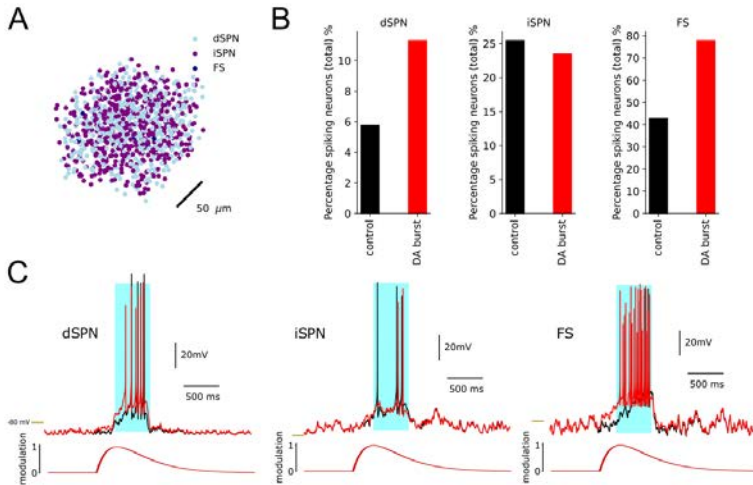 A
dSPN
iSPN
FS
50 μm
B
dSPN
Percentage spiking neurons (total) %
10
8
6
4
2
0
control
DA burst
iSPN
Percentage spiking neurons (total) %
25
20
15
10
5
0
control
DA burst
FS
Percentage spiking neurons (total) %
80
70
60
50
40
30
20
10
0
control
DA burst
C
dSPN
20mV
500 ms
-80 mV
modulation
1
0
iSPN
20mV
500 ms
modulation
1
0
FS
20mV
500 ms
modulation
1
0